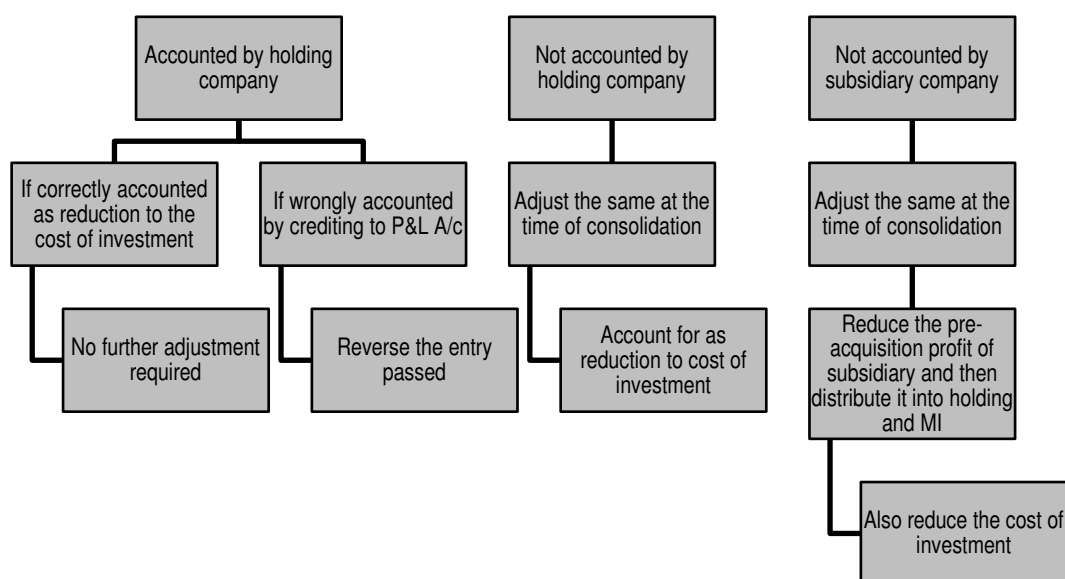 Accounted by holding
company
If correctly accounted
as reduction to the
cost of investment
No further adjustment
required
If wrongly accounted
by crediting to P&L A/c
Reverse the entry
passed
Not accounted by
holding company
Adjust the same at the
time of consolidation
Account for as
reduction to cost of
investment
Not accounted by
subsidiary company
Adjust the same at the
time of consolidation
Reduce the pre-
acquisition profit of
subsidiary and then
distribute it into holding
and MI
Also reduce the cost of
investment